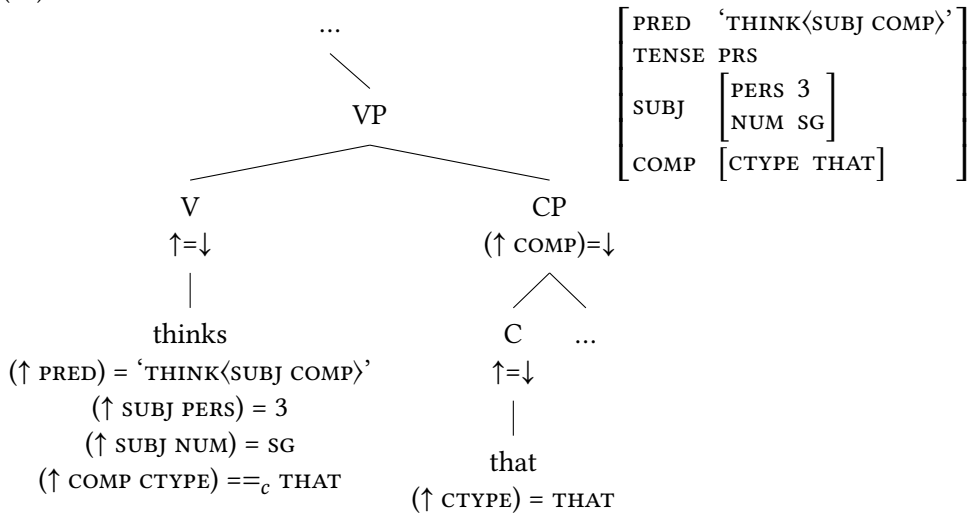 ...
VP
V CP
↑=↓ (↑ COMP)=↓
thinks C ...
(↑ PRED) = ‘THINK⟨SUBJ COMP⟩’ ↑=↓
(↑ SUBJ PERS) = 3
(↑ SUBJ NUM) = SG that
(↑ COMP CTYPE) ==c THAT (↑ CTYPE) = THAT
PRED ‘THINK⟨SUBJ COMP⟩’
TENSE PRS
SUBJ [PERS 3
NUM SG]
COMP [CTYPE THAT]